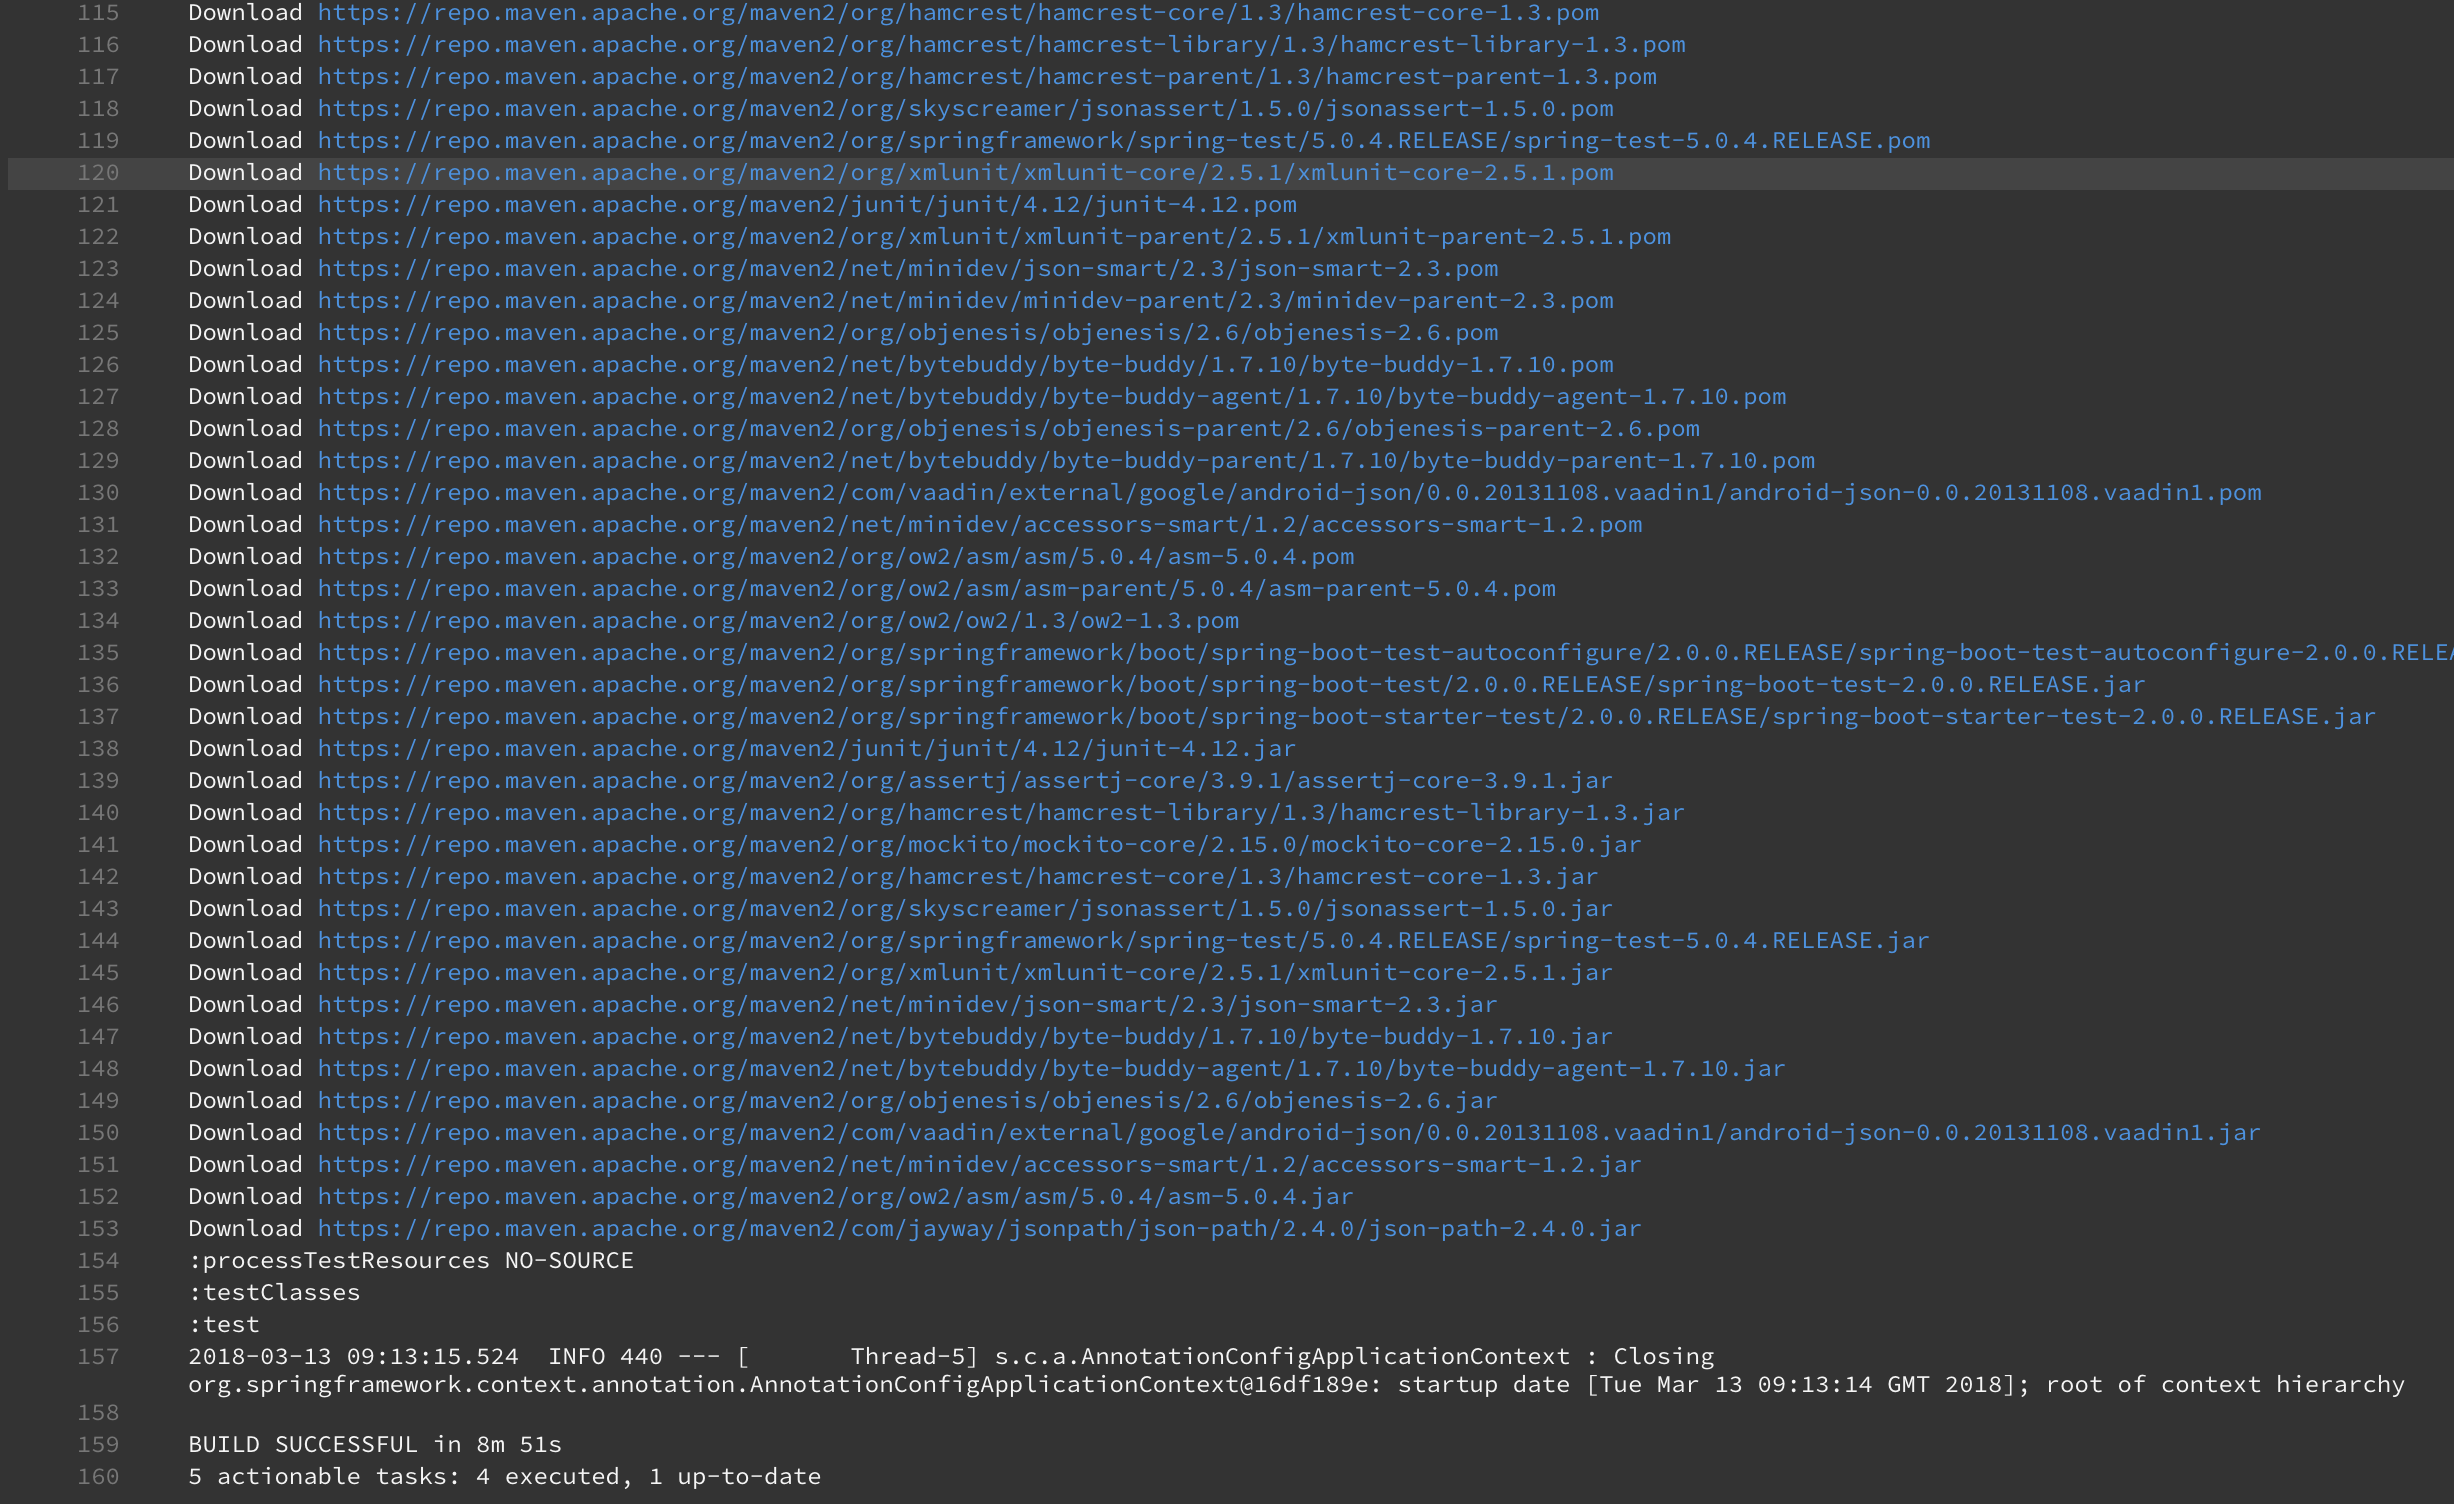 115 Download https://repo.maven.apache.org/maven2/org/hamcrest/hamcrest-core/1.3/hamcrest-core-1.3.pom
116 Download https://repo.maven.apache.org/maven2/org/hamcrest/hamcrest-library/1.3/hamcrest-library-1.3.pom
117 Download https://repo.maven.apache.org/maven2/org/hamcrest/hamcrest-parent/1.3/hamcrest-parent-1.3.pom
118 Download https://repo.maven.apache.org/maven2/org/skyscreamer/jsonassert/1.5.0/jsonassert-1.5.0.pom
119 Download https://repo.maven.apache.org/maven2/org/springframework/spring-test/5.0.4.RELEASE/spring-test-5.0.4.RELEASE.pom
120 Download https://repo.maven.apache.org/maven2/org/xmlunit/xmlunit-core/2.5.1/xmlunit-core-2.5.1.pom
121 Download https://repo.maven.apache.org/maven2/junit/junit/4.12/junit-4.12.pom
122 Download https://repo.maven.apache.org/maven2/org/xmlunit/xmlunit-parent/2.5.1/xmlunit-parent-2.5.1.pom
123 Download https://repo.maven.apache.org/maven2/net/minidev/json-smart/2.3/json-smart-2.3.pom
124 Download https://repo.maven.apache.org/maven2/net/minidev/minidev-parent/2.3/minidev-parent-2.3.pom
125 Download https://repo.maven.apache.org/maven2/org/objenesis/objenesis/2.6/objenesis-2.6.pom
126 Download https://repo.maven.apache.org/maven2/net/bytebuddy/byte-buddy/1.7.10/byte-buddy-1.7.10.pom
127 Download https://repo.maven.apache.org/maven2/net/bytebuddy/byte-buddy-agent/1.7.10/byte-buddy-agent-1.7.10.pom
128 Download https://repo.maven.apache.org/maven2/org/objenesis/objenesis-parent/2.6/objenesis-parent-2.6.pom
129 Download https://repo.maven.apache.org/maven2/net/bytebuddy/byte-buddy-parent/1.7.10/byte-buddy-parent-1.7.10.pom
130 Download https://repo.maven.apache.org/maven2/com/vaadin/external/google/android-json/0.0.20131108.vaadin1/android-json-0.0.20131108.vaadin1.pom
131 Download https://repo.maven.apache.org/maven2/net/minidev/accessors-smart/1.2/accessors-smart-1.2.pom
132 Download https://repo.maven.apache.org/maven2/org/ow2/asm/asm/5.0.4/asm-5.0.4.pom
133 Download https://repo.maven.apache.org/maven2/org/ow2/asm/asm-parent/5.0.4/asm-parent-5.0.4.pom
134 Download https://repo.maven.apache.org/maven2/org/ow2/ow2/1.3/ow2-1.3.pom
135 Download https://repo.maven.apache.org/maven2/org/springframework/boot/spring-boot-test-autoconfigure/2.0.0.RELEASE/spring-boot-test-autoconfigure-2.0.0.RELEA
136 Download https://repo.maven.apache.org/maven2/org/springframework/boot/spring-boot-test/2.0.0.RELEASE/spring-boot-test-2.0.0.RELEASE.jar
137 Download https://repo.maven.apache.org/maven2/org/springframework/boot/spring-boot-starter-test/2.0.0.RELEASE/spring-boot-starter-test-2.0.0.RELEASE.jar
138 Download https://repo.maven.apache.org/maven2/junit/junit/4.12/junit-4.12.jar
139 Download https://repo.maven.apache.org/maven2/org/assertj/assertj-core/3.9.1/assertj-core-3.9.1.jar
140 Download https://repo.maven.apache.org/maven2/org/hamcrest/hamcrest-library/1.3/hamcrest-library-1.3.jar
141 Download https://repo.maven.apache.org/maven2/org/mockito/mockito-core/2.15.0/mockito-core-2.15.0.jar
142 Download https://repo.maven.apache.org/maven2/org/hamcrest/hamcrest-core/1.3/hamcrest-core-1.3.jar
143 Download https://repo.maven.apache.org/maven2/org/skyscreamer/jsonassert/1.5.0/jsonassert-1.5.0.jar
144 Download https://repo.maven.apache.org/maven2/org/springframework/spring-test/5.0.4.RELEASE/spring-test-5.0.4.RELEASE.jar
145 Download https://repo.maven.apache.org/maven2/org/xmlunit/xmlunit-core/2.5.1/xmlunit-core-2.5.1.jar
146 Download https://repo.maven.apache.org/maven2/net/minidev/json-smart/2.3/json-smart-2.3.jar
147 Download https://repo.maven.apache.org/maven2/net/bytebuddy/byte-buddy/1.7.10/byte-buddy-1.7.10.jar
148 Download https://repo.maven.apache.org/maven2/net/bytebuddy/byte-buddy-agent/1.7.10/byte-buddy-agent-1.7.10.jar
149 Download https://repo.maven.apache.org/maven2/org/objenesis/objenesis/2.6/objenesis-2.6.jar
150 Download https://repo.maven.apache.org/maven2/com/vaadin/external/google/android-json/0.0.20131108.vaadin1/android-json-0.0.20131108.vaadin1.jar
151 Download https://repo.maven.apache.org/maven2/net/minidev/accessors-smart/1.2/accessors-smart-1.2.jar
152 Download https://repo.maven.apache.org/maven2/org/ow2/asm/asm/5.0.4/asm-5.0.4.jar
153 Download https://repo.maven.apache.org/maven2/com/jayway/jsonpath/json-path/2.4.0/json-path-2.4.0.jar
154 :processTestResources NO-SOURCE
155 :testClasses
156 :test
157 2018-03-13 09:13:15.524  INFO 440 --- [       Thread-5] s.c.a.AnnotationConfigApplicationContext : Closing
org.springframework.context.annotation.AnnotationConfigApplicationContext@16df189e: startup date [Tue Mar 13 09:13:14 GMT 2018]; root of context hierarchy
158
159 BUILD SUCCESSFUL in 8m 51s
160 5 actionable tasks: 4 executed, 1 up-to-date